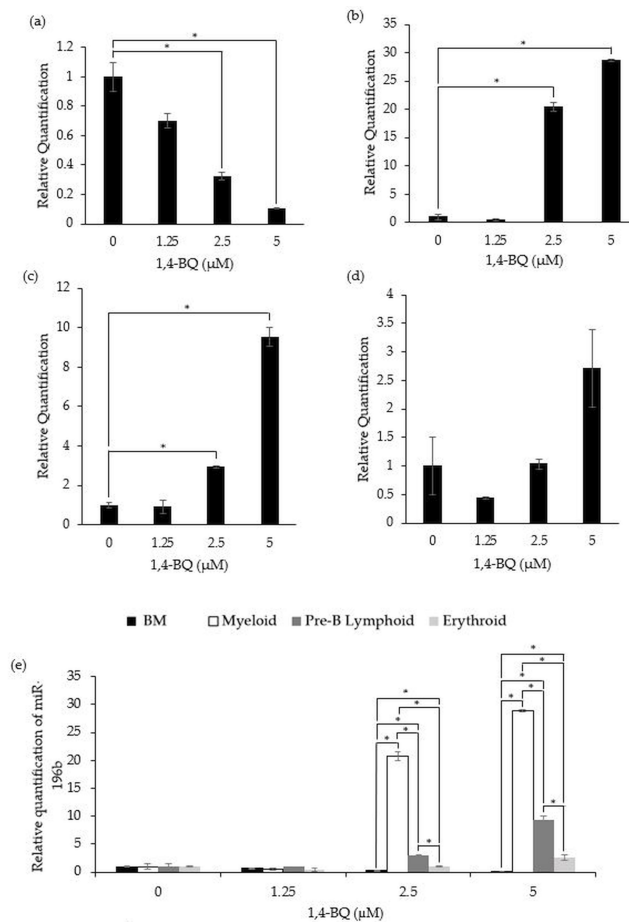 (a)
Relative Quantification
1.2
1
0.8
0.6
0.4
0.2
0
*
*
0 1.25 2.5 5
1,4-BQ (µM)
(b)
Relative Quantification
35
30
25
20
15
10
5
0
*
*
0 1.25 2.5 5
1,4-BQ (µM)
(c)
Relative Quantification
12
10
8
6
4
2
0
*
*
0 1.25 2.5 5
1,4-BQ (µM)
(d)
Relative Quantification
4
3.5
3
2.5
2
1.5
1
0.5
0
0 1.25 2.5 5
1,4-BQ (µM)
BM Myeloid Pre-B Lymphoid Erythroid
(e)
Relative quantification of miR-
196b
35
30
25
20
15
10
5
0
*
*
*
* *
*
*
*
*
* *
*
0 1.25 2.5 5
1,4-BQ (µM)